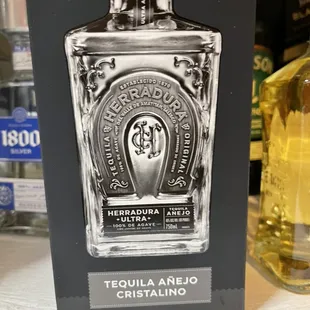 ESTABLECIDO 1870
HERRADURA
TEQUILA
ORIGINAL
HERRADURA
•ULTRA•
100% DE AGAVE
TEQUILA
AÑEJO
750ml
TEQUILA AÑEJO
CRISTALINO
1800
SILVER